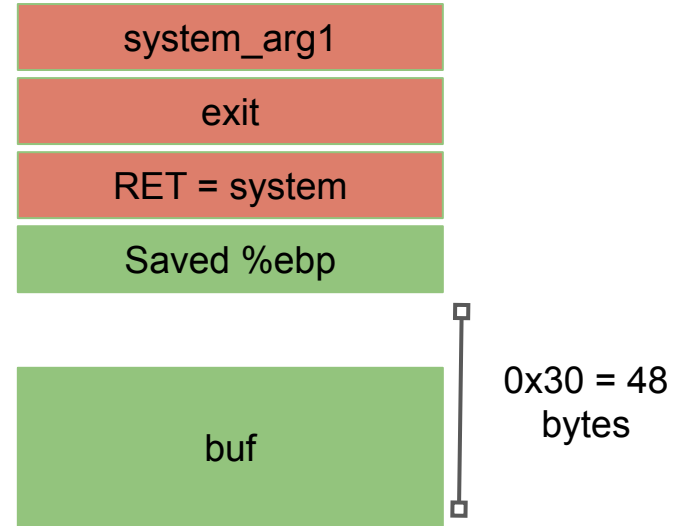 system_arg1
exit
RET = system
Saved %ebp
0x30 = 48
bytes
buf